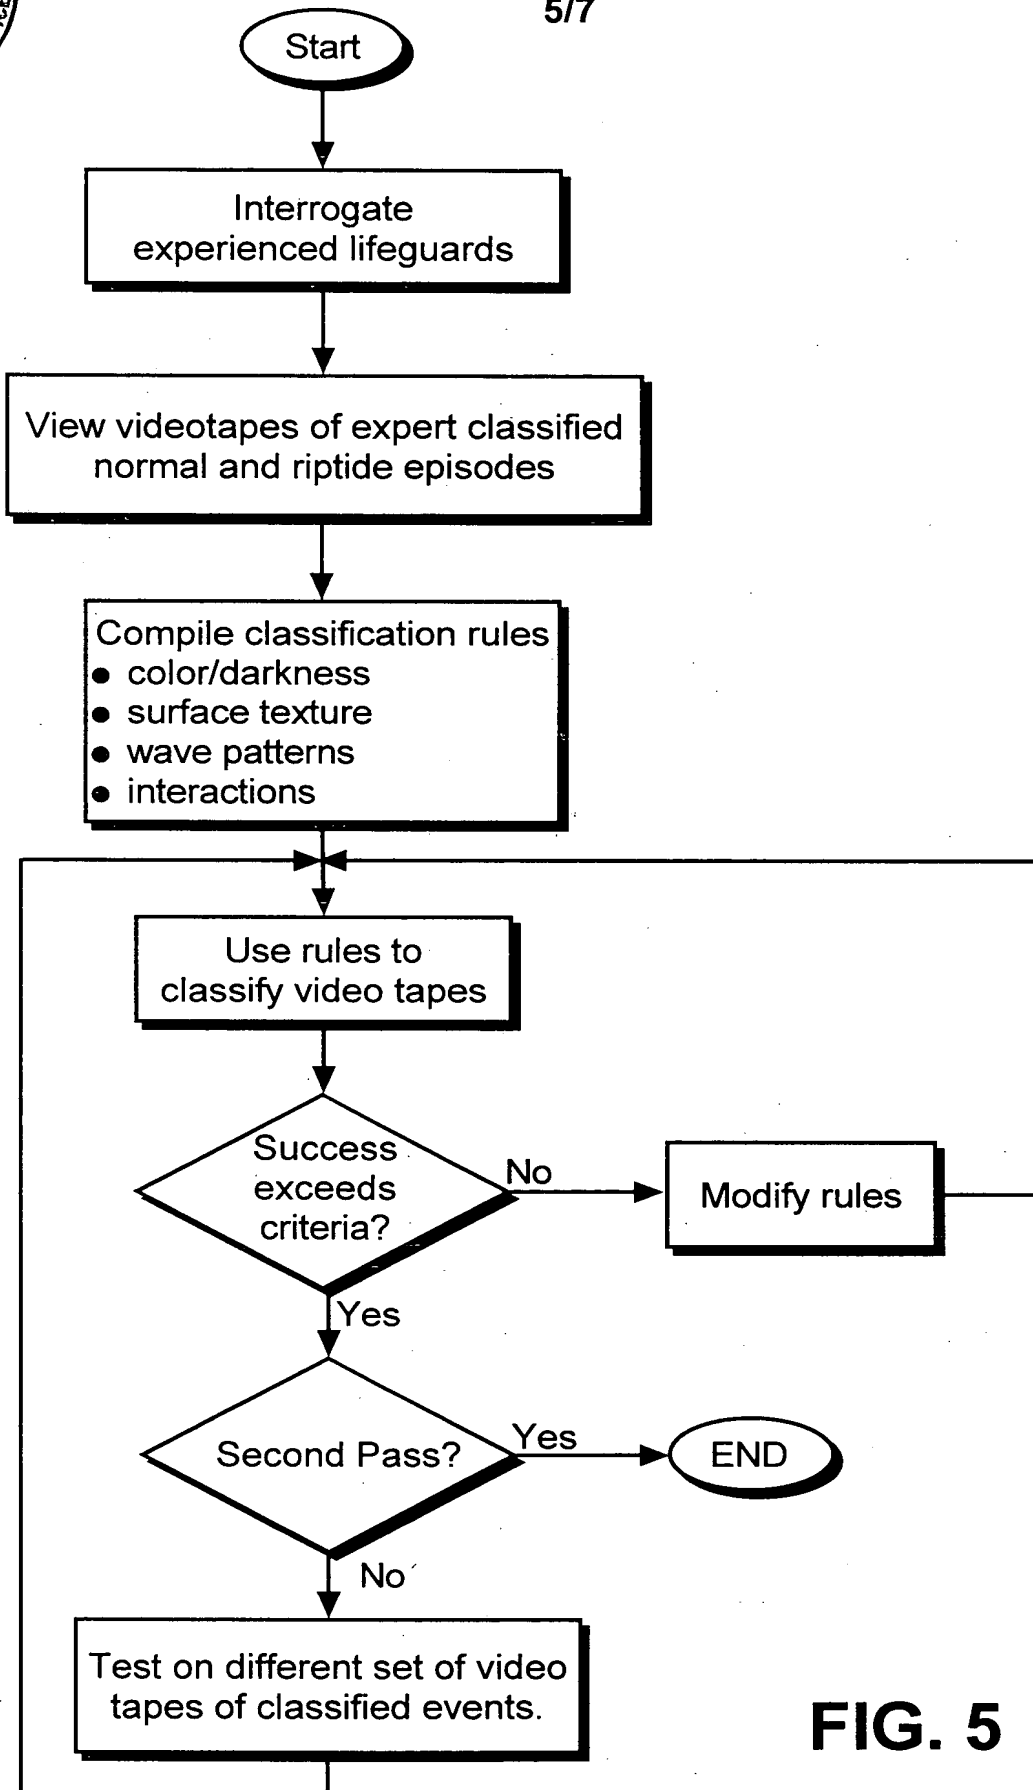 5/7
Start
Interrogate
experienced lifeguards
View videotapes of expert classified
normal and riptide episodes
Compile classification rules
● color/darkness
● surface texture
● wave patterns
● interactions
Use rules to
classify video tapes
Success
exceeds
criteria?
No
Modify rules
Yes
Second Pass?
Yes
END
No
Test on different set of video
tapes of classified events.
FIG. 5